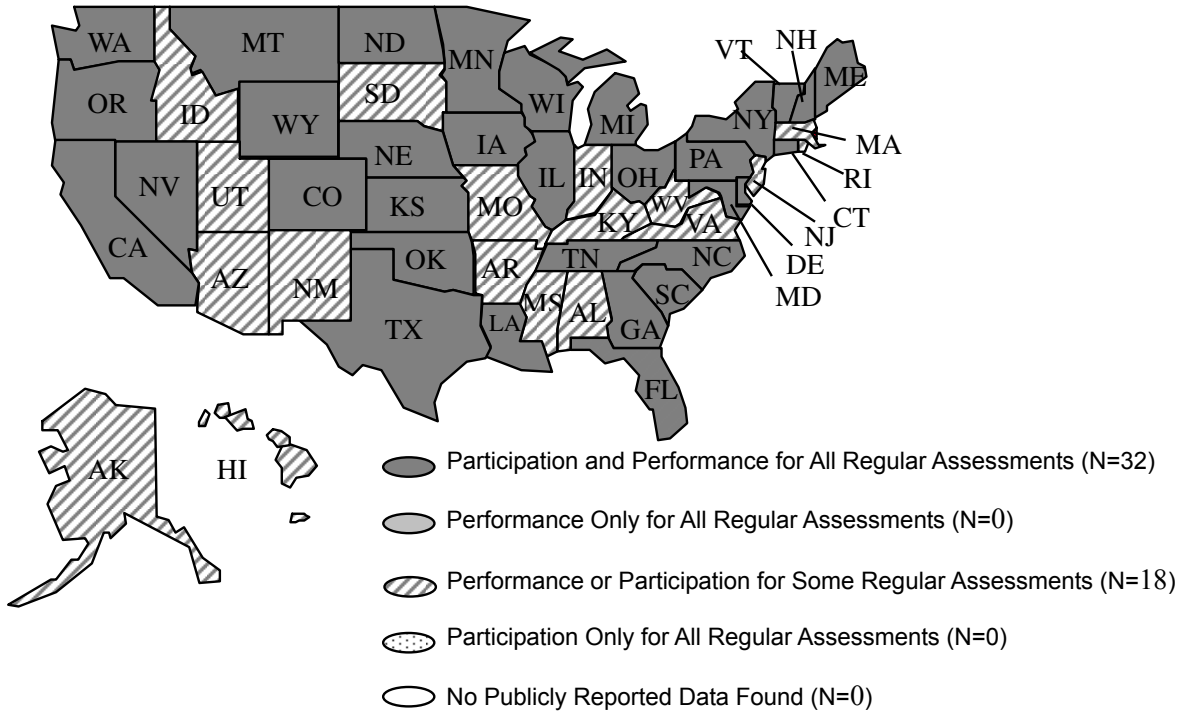 WA
MT
ND
MN
VT
NH
ME
OR
ID
SD
WI
MI
NY
MA
WY
IA
NE
PA
RI
NV
UT
CO
IL
IN
OH
KS
MO
KY
WV
VA
CT
NJ
CA
DE
AZ
NM
OK
AR
TN
NC
MD
TX
LA
MS
AL
GA
SC
FL
AK
HI
Participation and Performance for All Regular Assessments (N=32)
Performance Only for All Regular Assessments (N=0)
Performance or Participation for Some Regular Assessments (N=18)
Participation Only for All Regular Assessments (N=0)
No Publicly Reported Data Found (N=0)